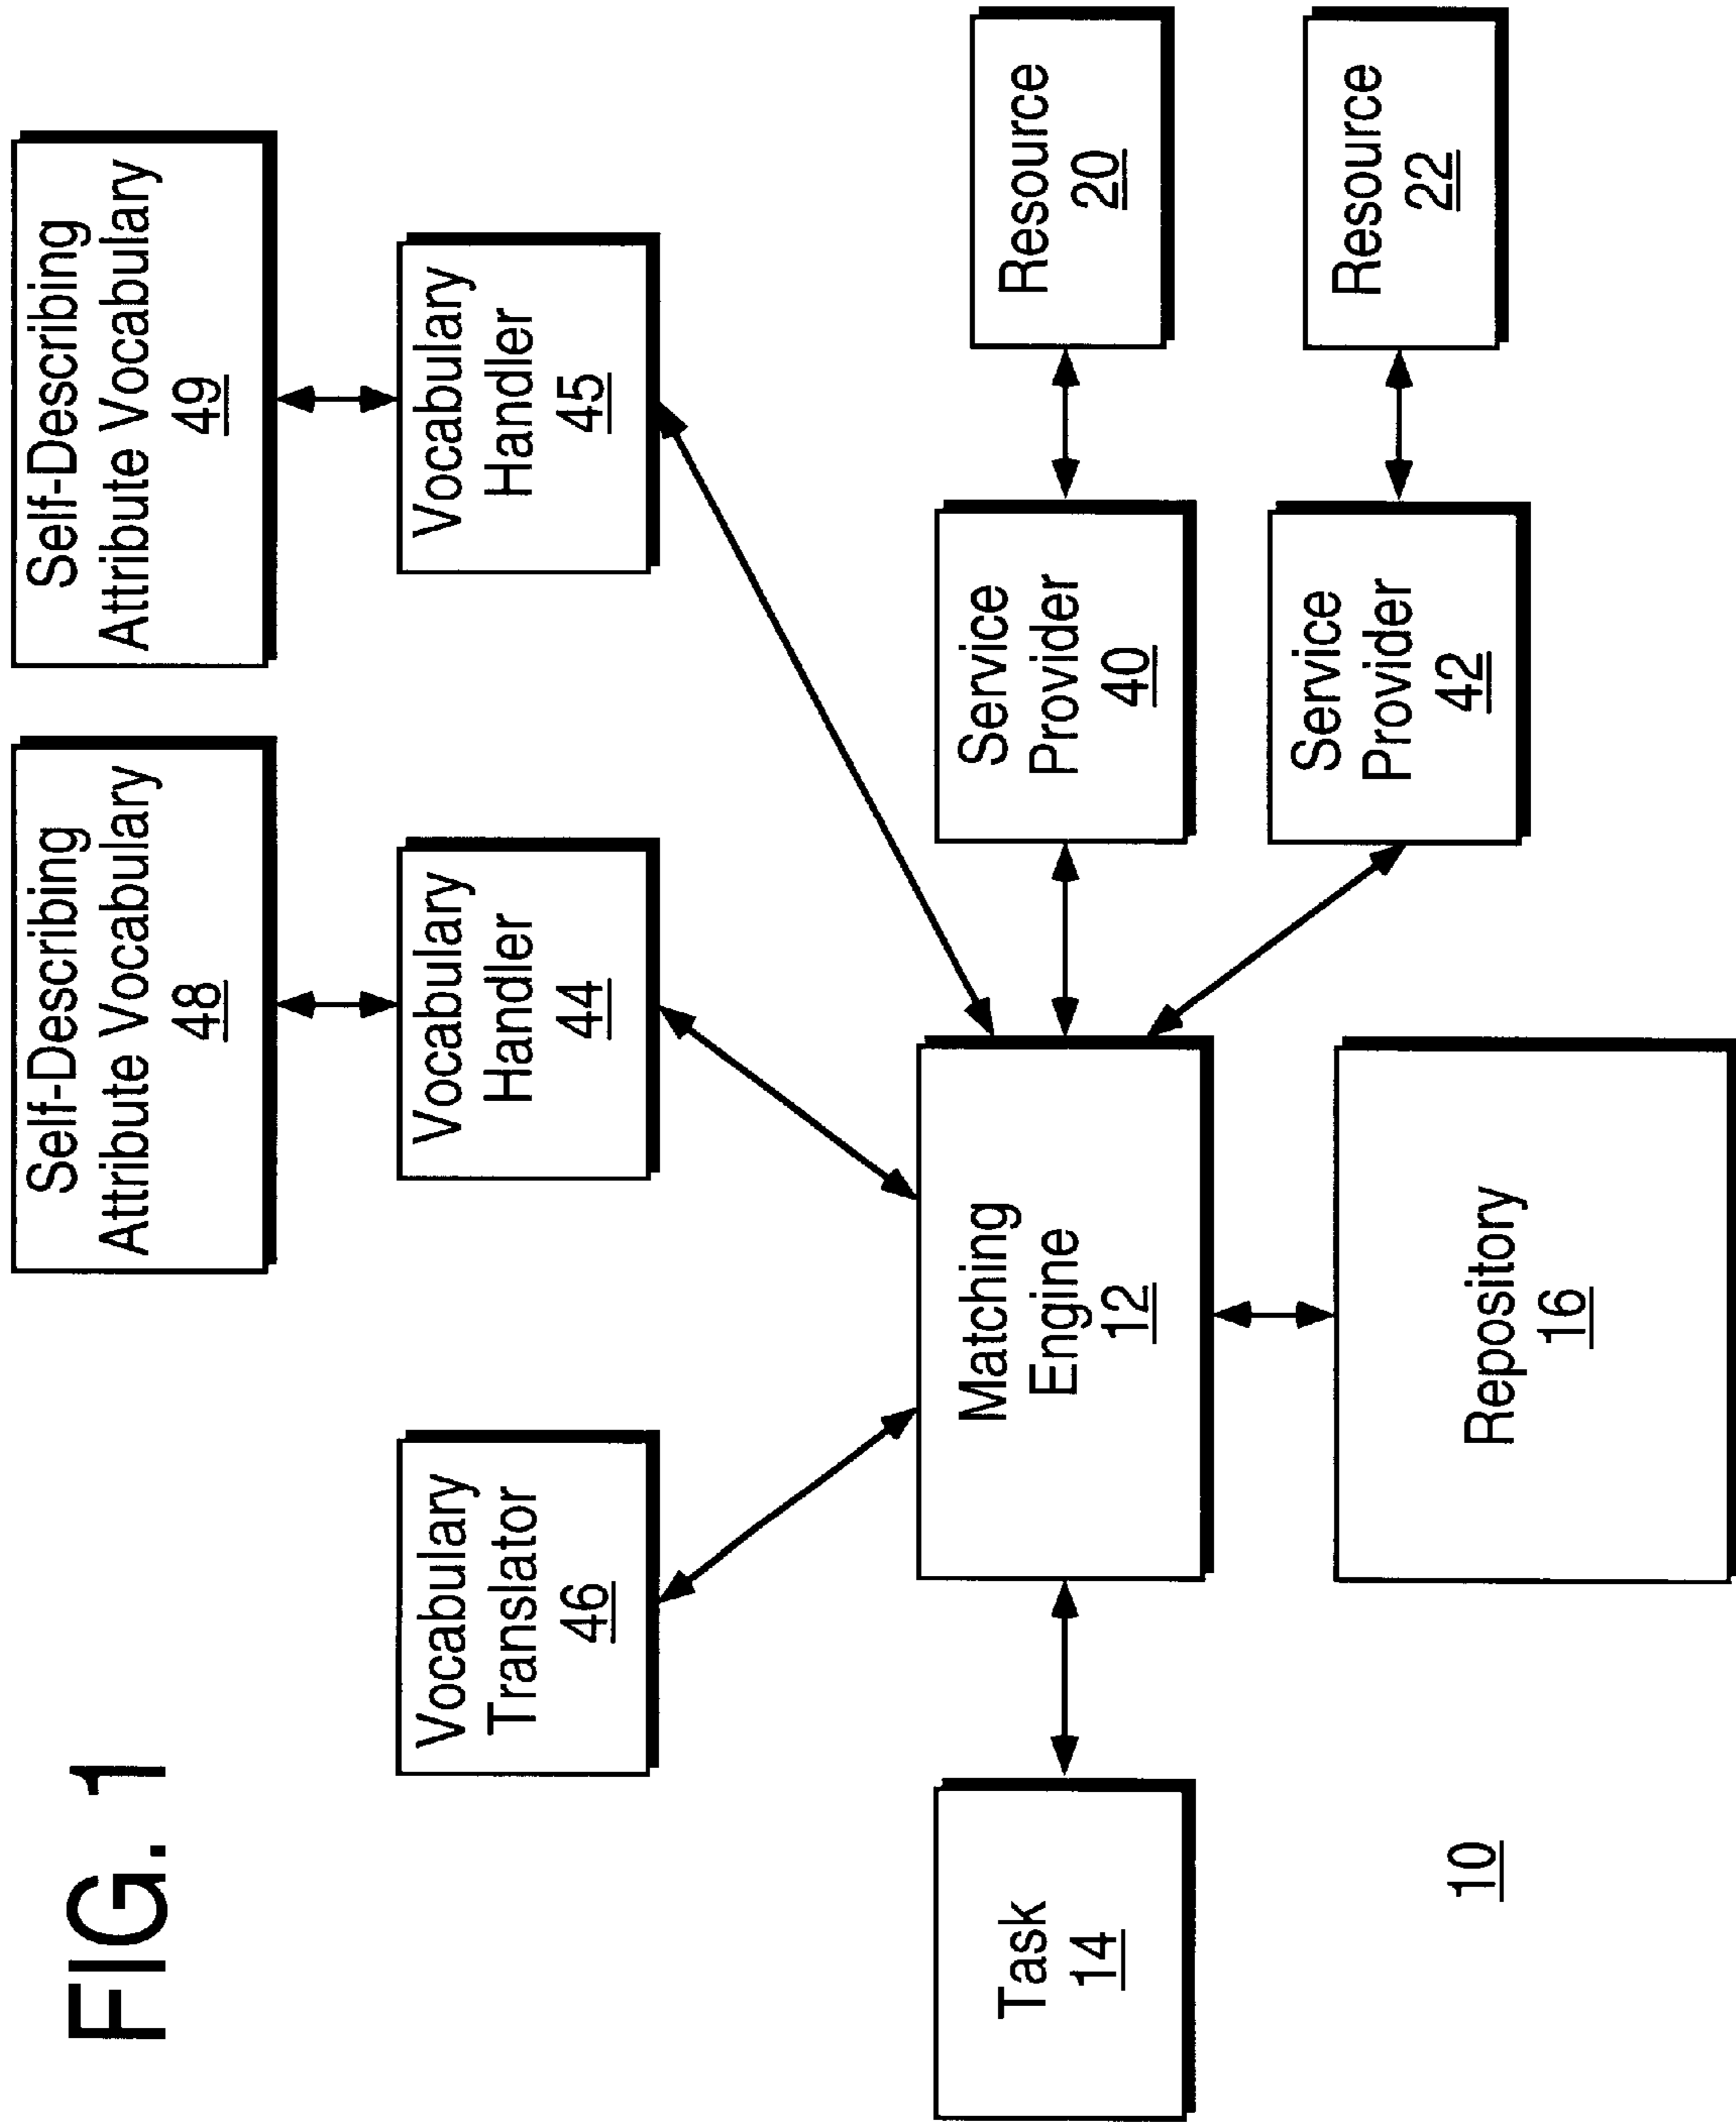 FIG. 1
Self-Describing
Attribute Vocabulary
48
Self-Describing
Attribute Vocabulary
49
Vocabulary
Translator
46
Vocabulary
Handler
44
Vocabulary
Handler
45
Task
14
Matching
Engine
12
Service
Provider
40
Resource
20
Service
Provider
42
Resource
22
Repository
16
10